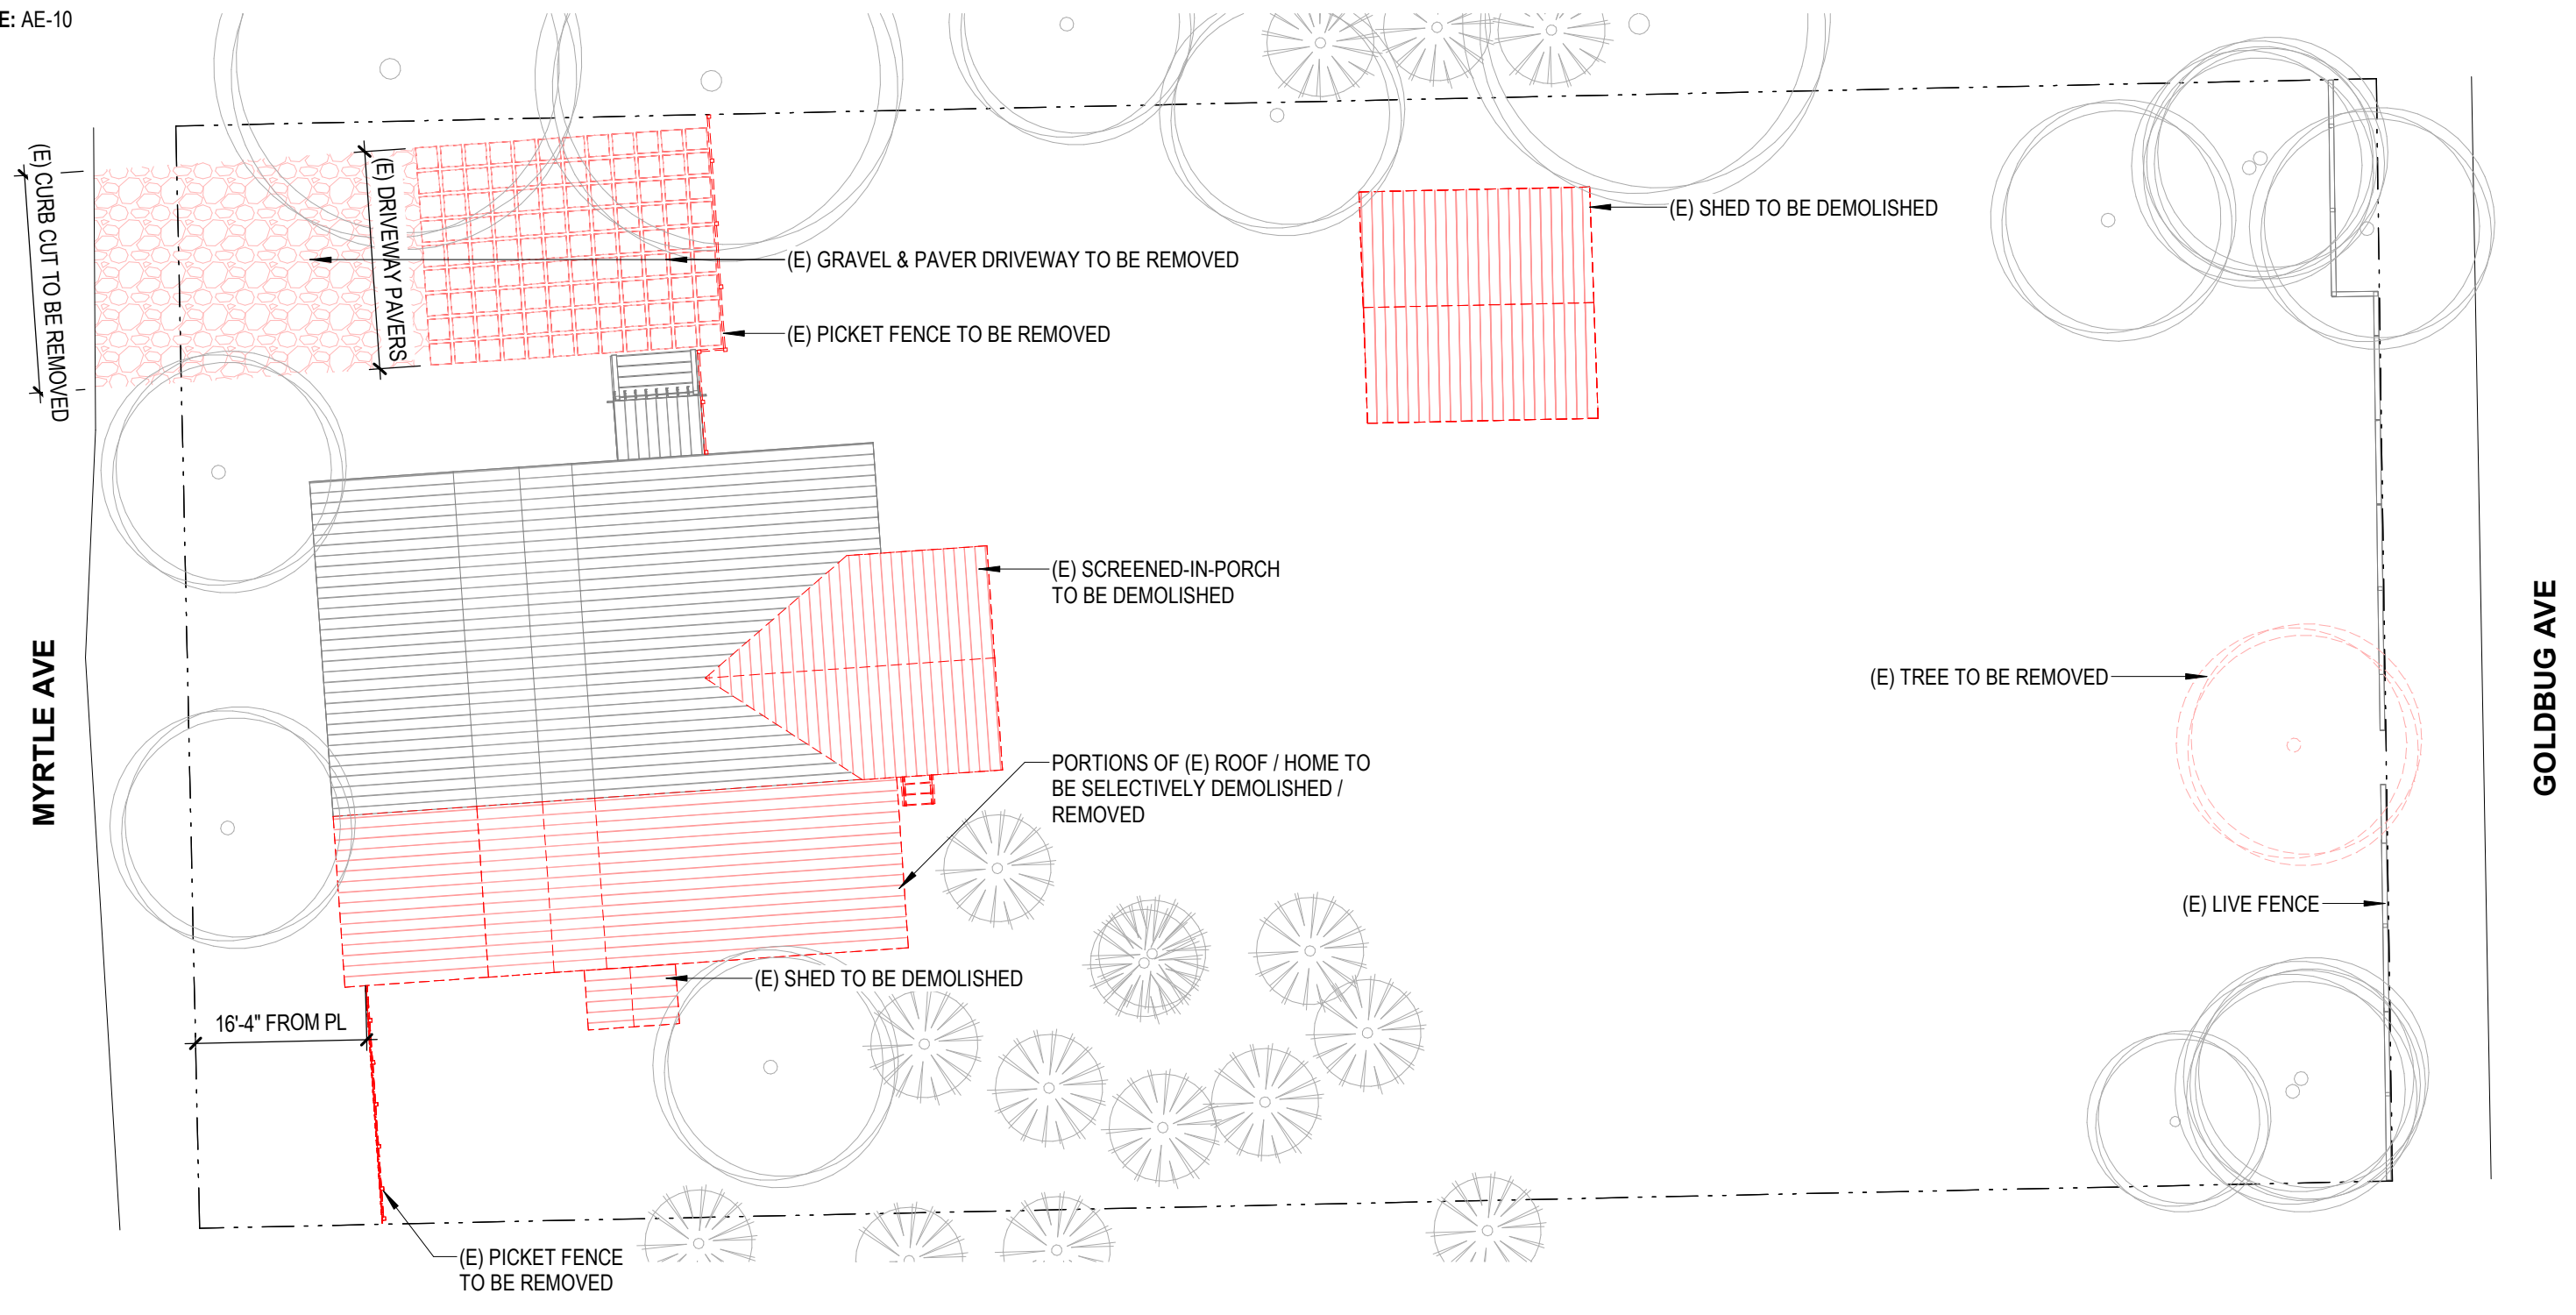 E: AE-10
(E) CURB CUT TO BE REMOVED
(E) DRIVEWAY PAVERS
(E) SHED TO BE DEMOLISHED
(E) GRAVEL & PAVER DRIVEWAY TO BE REMOVED
(E) PICKET FENCE TO BE REMOVED
(E) SCREENED-IN-PORCH
TO BE DEMOLISHED
MYRTLE AVE
GOLDBUG AVE
(E) TREE TO BE REMOVED
PORTIONS OF (E) ROOF / HOME TO
BE SELECTIVELY DEMOLISHED /
REMOVED
(E) LIVE FENCE
(E) SHED TO BE DEMOLISHED
16'-4" FROM PL
(E) PICKET FENCE
TO BE REMOVED